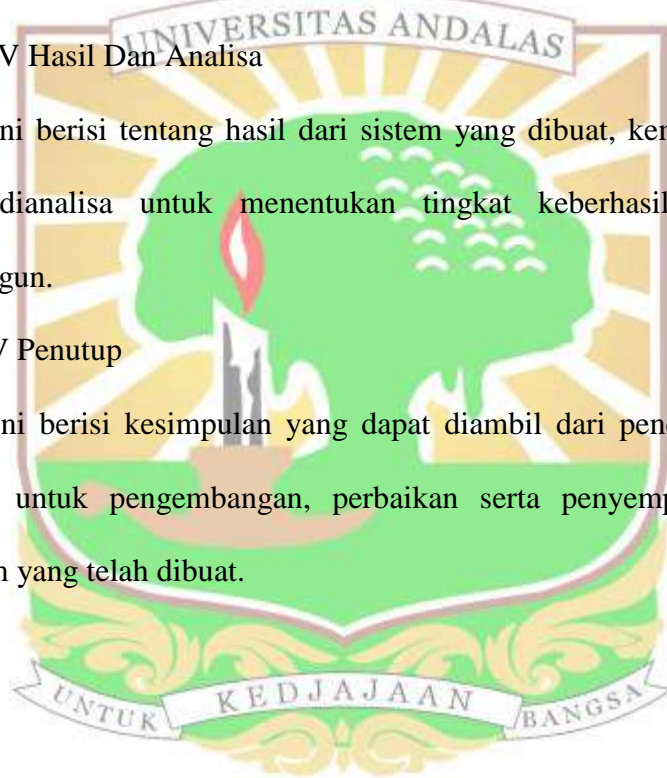 UNIVERSITAS ANDALAS
V Hasil Dan Analisa
ni berisi tentang hasil dari sistem yang dibuat, ker
dianalisa untuk menentukan tingkat keberhasil
gun.
V Penutup
ni berisi kesimpulan yang dapat diambil dari pen
untuk pengembangan, perbaikan serta penyemp
n yang telah dibuat.
UNTUK KEDJAJAAN BANGSA